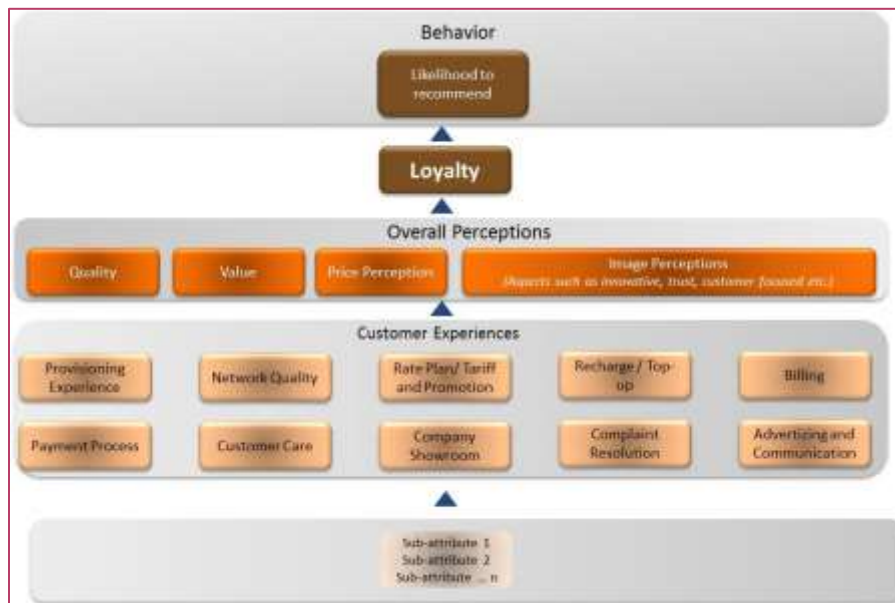 Behavior
Likelihood to
recommend
Loyalty
Overall Perceptions
Quality
Value
Price Perception
Image Perceptions
(Aspects such as innovative, trust, customer focused etc.)
Customer Experiences
Provisioning
Experience
Network Quality
Rate Plan/ Tariff
and Promotion
Recharge / Top-
up
Billing
Payment Process
Customer Care
Company
Showroom
Complaint
Resolution
Advertizing and
Communication
Sub-attribute 1
Sub-attribute 2
Sub-attribute ... n